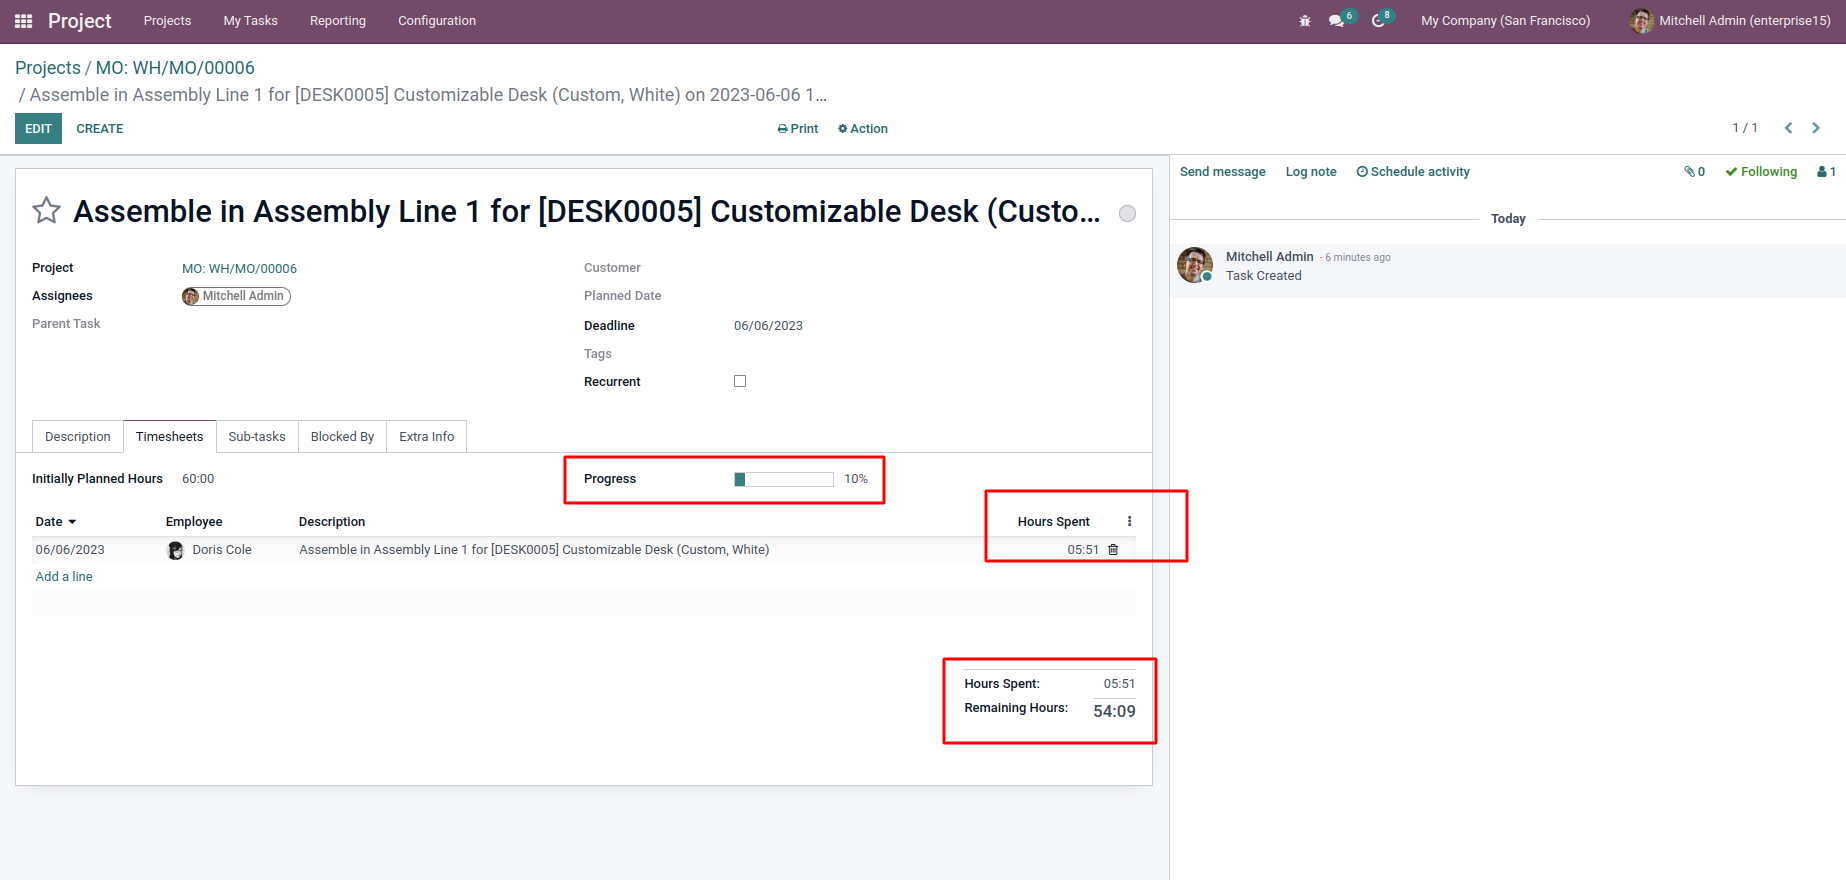 Project Projects My Tasks Reporting Configuration 6 8 My Company (San Francisco) Mitchell Admin (enterprise15)
Projects / MO: WH/MO/00006
/ Assemble in Assembly Line 1 for [DESK0005] Customizable Desk (Custom, White) on 2023-06-06 1...
EDIT CREATE Print Action 1 / 1
Send message Log note Schedule activity 0 Following 1
Today
Mitchell Admin - 6 minutes ago
Task Created
Assemble in Assembly Line 1 for [DESK0005] Customizable Desk (Custo...
Project MO: WH/MO/00006
Assignees Mitchell Admin
Parent Task
Customer
Planned Date
Deadline 06/06/2023
Tags
Recurrent
Description Timesheets Sub-tasks Blocked By Extra Info
Initially Planned Hours 60:00 Progress 10%
Date Employee Description Hours Spent
06/06/2023 Doris Cole Assemble in Assembly Line 1 for [DESK0005] Customizable Desk (Custom, White) 05:51
Add a line
Hours Spent: 05:51
Remaining Hours: 54:09